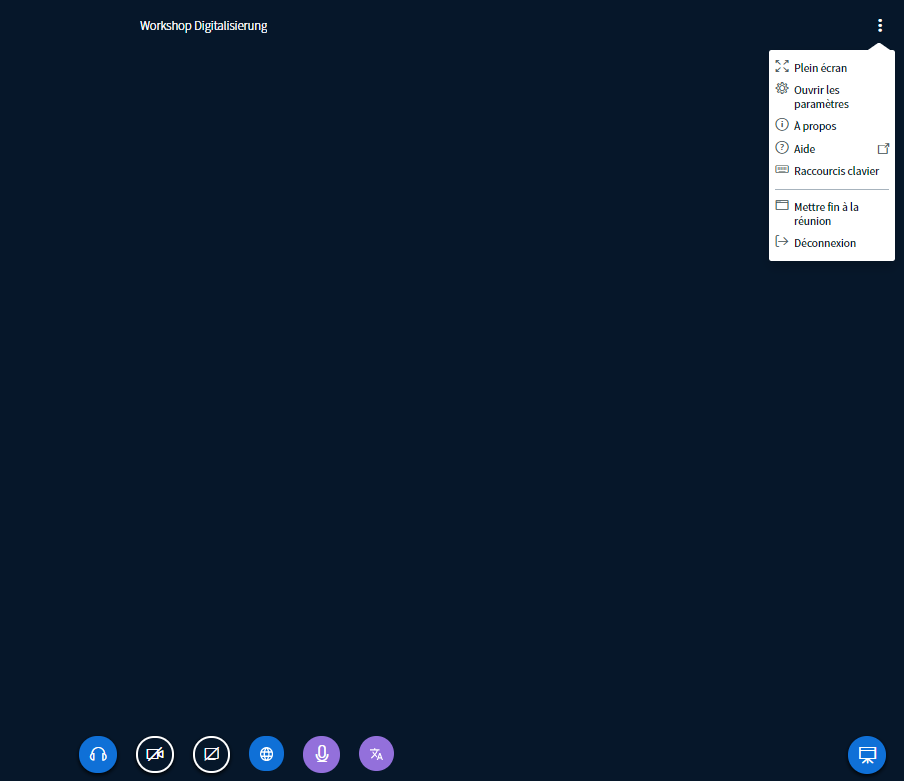 Workshop Digitalisierung
Plein écran
Ouvrir les
paramètres
À propos
Aide
Raccourcis clavier
Mettre fin à la
réunion
Déconnexion